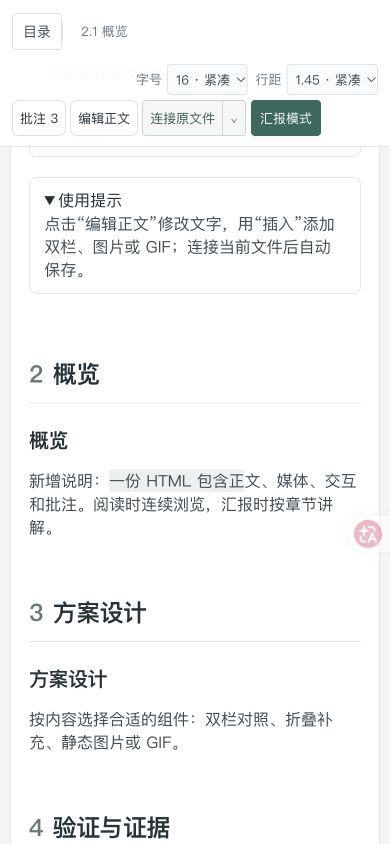 目录
2.1 概览
字号
16 · 紧凑
行距
1.45 · 紧凑
批注 3
编辑正文
连接原文件
汇报模式
▼使用提示
点击“编辑正文”修改文字，用“插入”添加
双栏、图片或 GIF；连接当前文件后自动
保存。
2 概览
概览
新增说明：一份 HTML 包含正文、媒体、交互
和批注。阅读时连续浏览，汇报时按章节讲
解。
3 方案设计
方案设计
按内容选择合适的组件：双栏对照、折叠补
充、静态图片或 GIF。
4 验证与证据